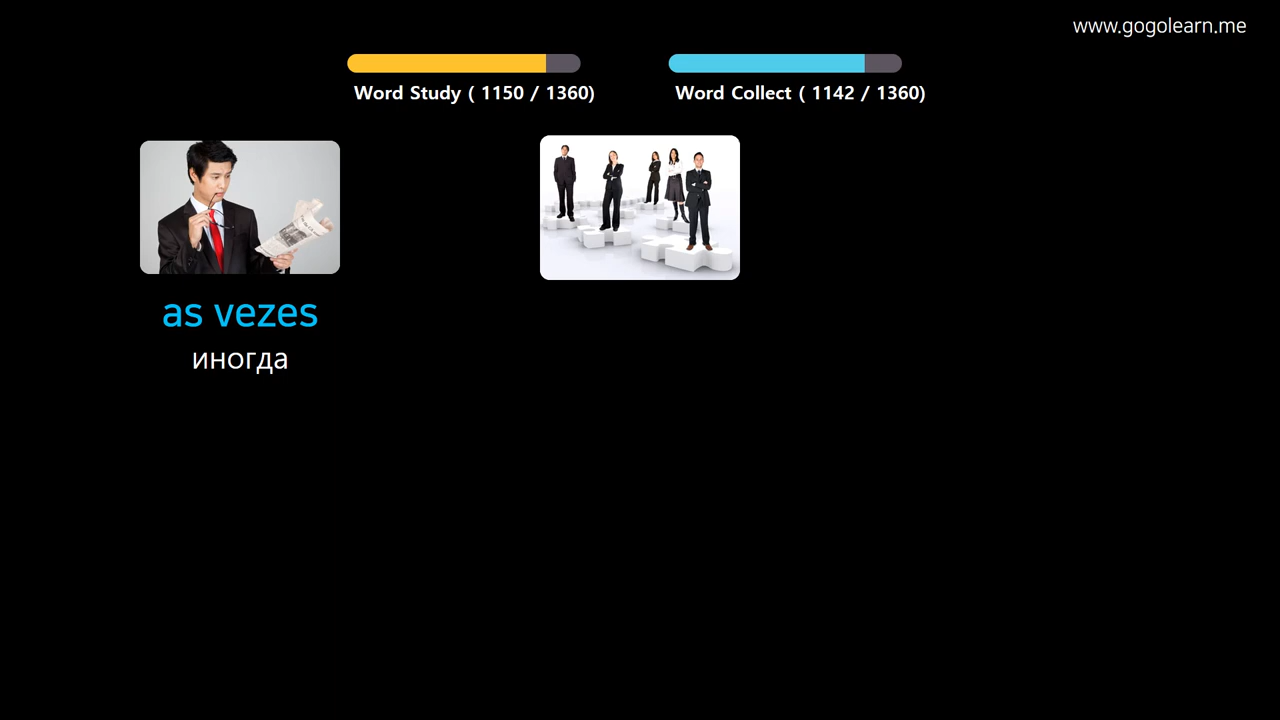 www.gogolearn.me
Word Study ( 1150 / 1360)
Word Collect ( 1142 / 1360)
as vezes
иногда